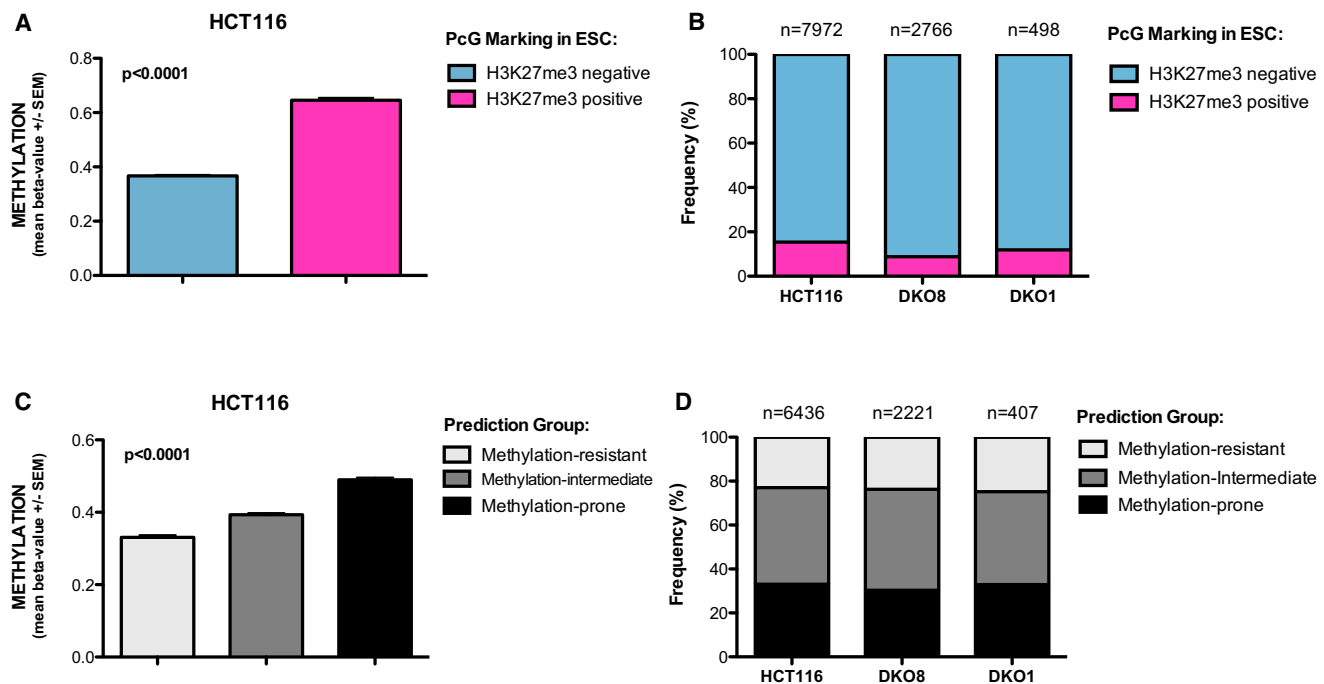 A
HCT116
METHYLATION
(mean beta-value +/- SEM)
0.8
0.6
0.4
0.2
0.0
p<0.0001
PcG Marking in ESC:
H3K27me3 negative
H3K27me3 positive
B
n=7972 n=2766 n=498
Frequency (%)
100
80
60
40
20
0
HCT116 DKO8 DKO1
PcG Marking in ESC:
H3K27me3 negative
H3K27me3 positive
C
HCT116
METHYLATION
(mean beta-value +/- SEM)
0.6
0.4
0.2
0.0
p<0.0001
Prediction Group:
Methylation-resistant
Methylation-intermediate
Methylation-prone
D
n=6436 n=2221 n=407
Frequency (%)
100
80
60
40
20
0
HCT116 DKO8 DKO1
Prediction Group:
Methylation-resistant
Methylation-Intermediate
Methylation-prone